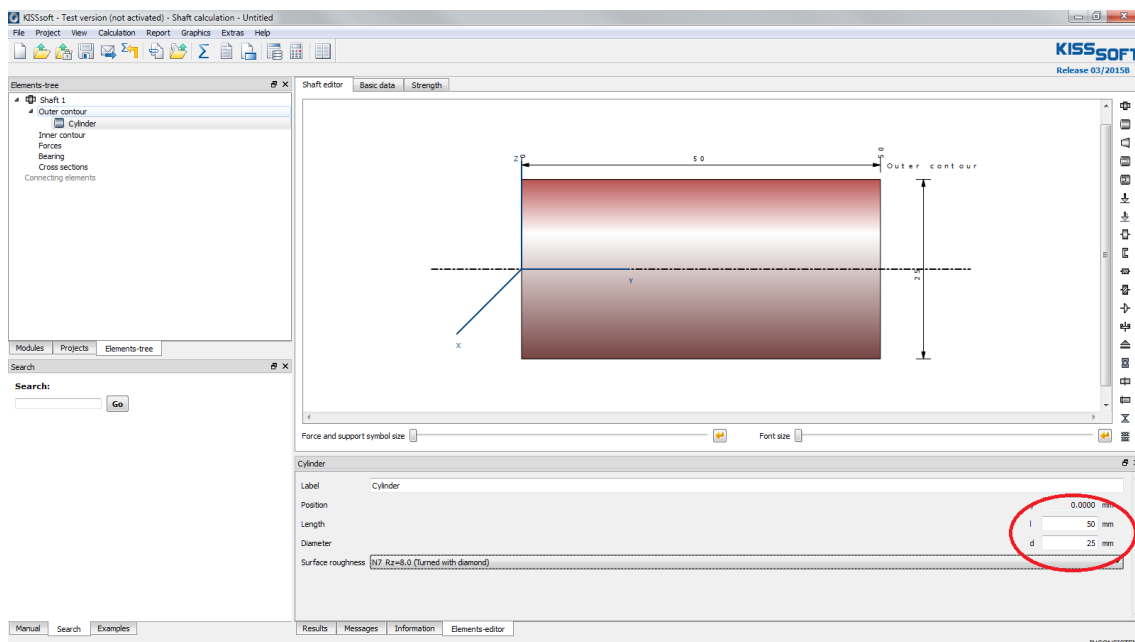 KISSsoft - Test version (not activated) - Shaft calculation - Untitled
File Project View Calculation Report Graphics Extras Help
KISSSOFT
Release 03/2015B
Elements-tree
Shaft 1
Outer contour
Cylinder
Inner contour
Forces
Bearing
Cross sections
Connecting elements
Modules Projects Elements-tree
Search
Search:
Go
Manual Search Examples
Shaft editor Basic data Strength
Z 0
50
50
Outer contour
25
Y
X
Force and support symbol size Font size
Cylinder
Label Cylinder
Position 0.0000 mm
Length l 50 mm
Diameter d 25 mm
Surface roughness N7 Rz=8.0 (Turned with diamond)
Results Messages Information Elements-editor